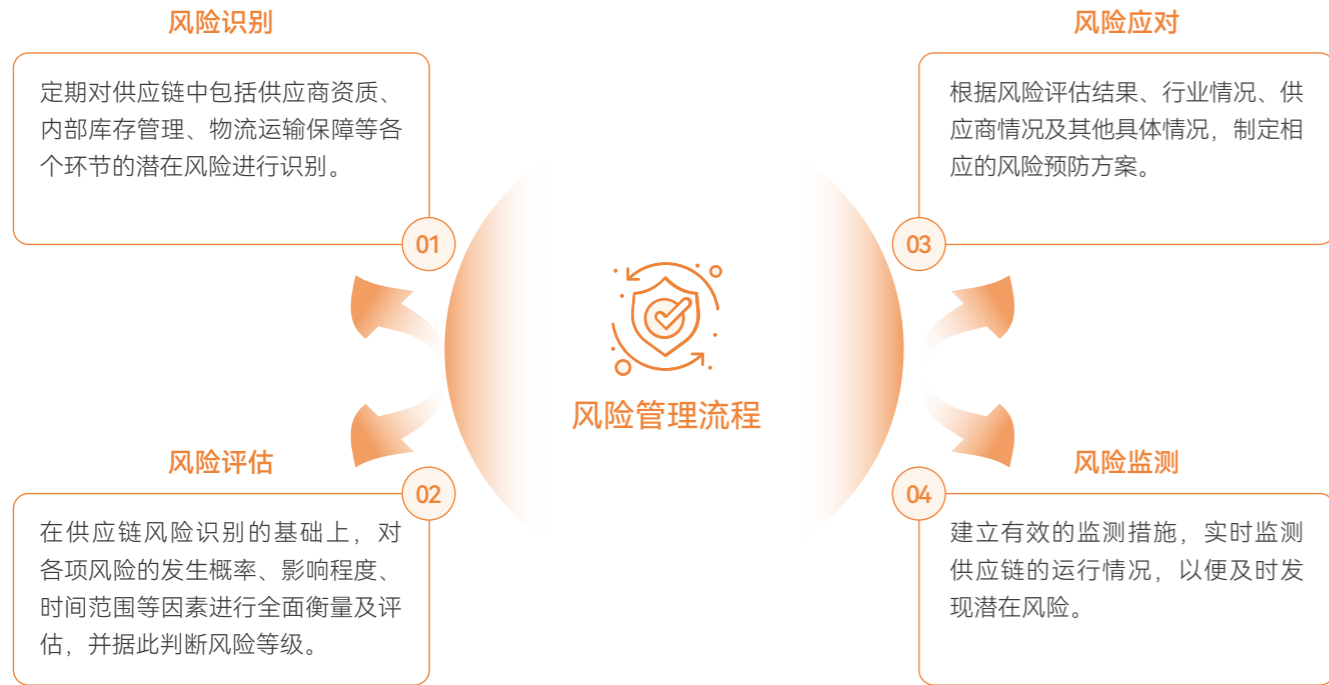 风险识别
定期对供应链中包括供应商资质、
内部库存管理、物流运输保障等各
个环节的潜在风险进行识别。
01
风险评估
02
在供应链风险识别的基础上，对
各项风险的发生概率、影响程度、
时间范围等因素进行全面衡量及评
估，并据此判断风险等级。
风险管理流程
风险应对
根据风险评估结果、行业情况、供
应商情况及其他具体情况，制定相
应的风险预防方案。
03
风险监测
04
建立有效的监测措施，实时监测
供应链的运行情况，以便及时发
现潜在风险。